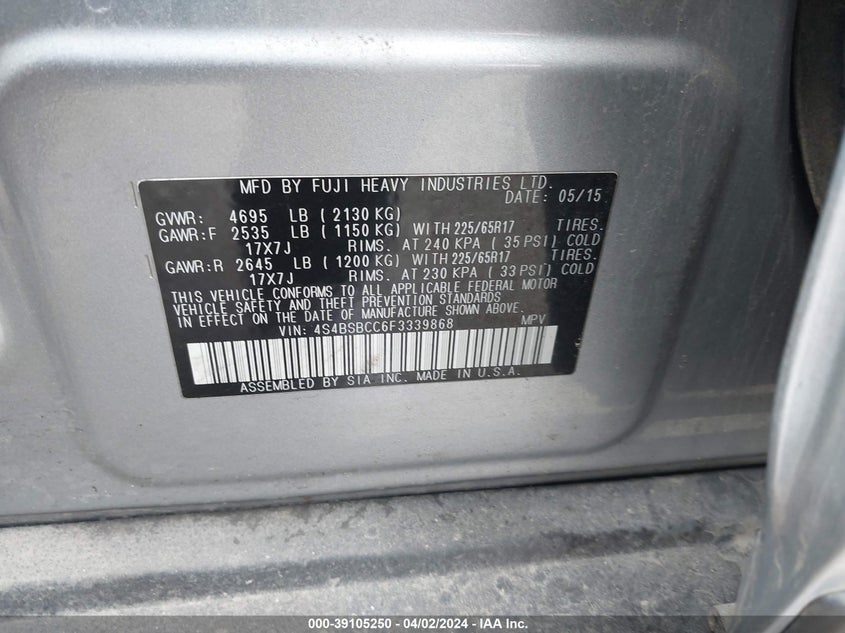 MFD BY FUJI HEAVY INDUSTRIES LTD.
DATE: 05/15
GVWR: 4695 LB ( 2130 KG)
GAWR:F 2535 LB ( 1150 KG) WITH 225/65R17 TIRES.
17X7J RIMS. AT 240 KPA ( 35 PSI) COLD
GAWR:R 2645 LB ( 1200 KG) WITH 225/65R17 TIRES.
17X7J RIMS. AT 230 KPA ( 33 PSI) COLD
THIS VEHICLE CONFORMS TO ALL APPLICABLE FEDERAL MOTOR
VEHICLE SAFETY AND THEFT PREVENTION STANDARDS
IN EFFECT ON THE DATE OF MANUFACTURE SHOWN ABOVE.
VIN: 4S4BSBCC6F3339868 MPV
ASSEMBLED BY SIA INC. MADE IN U.S.A.
000-39105250 - 04/02/2024 - IAA Inc.